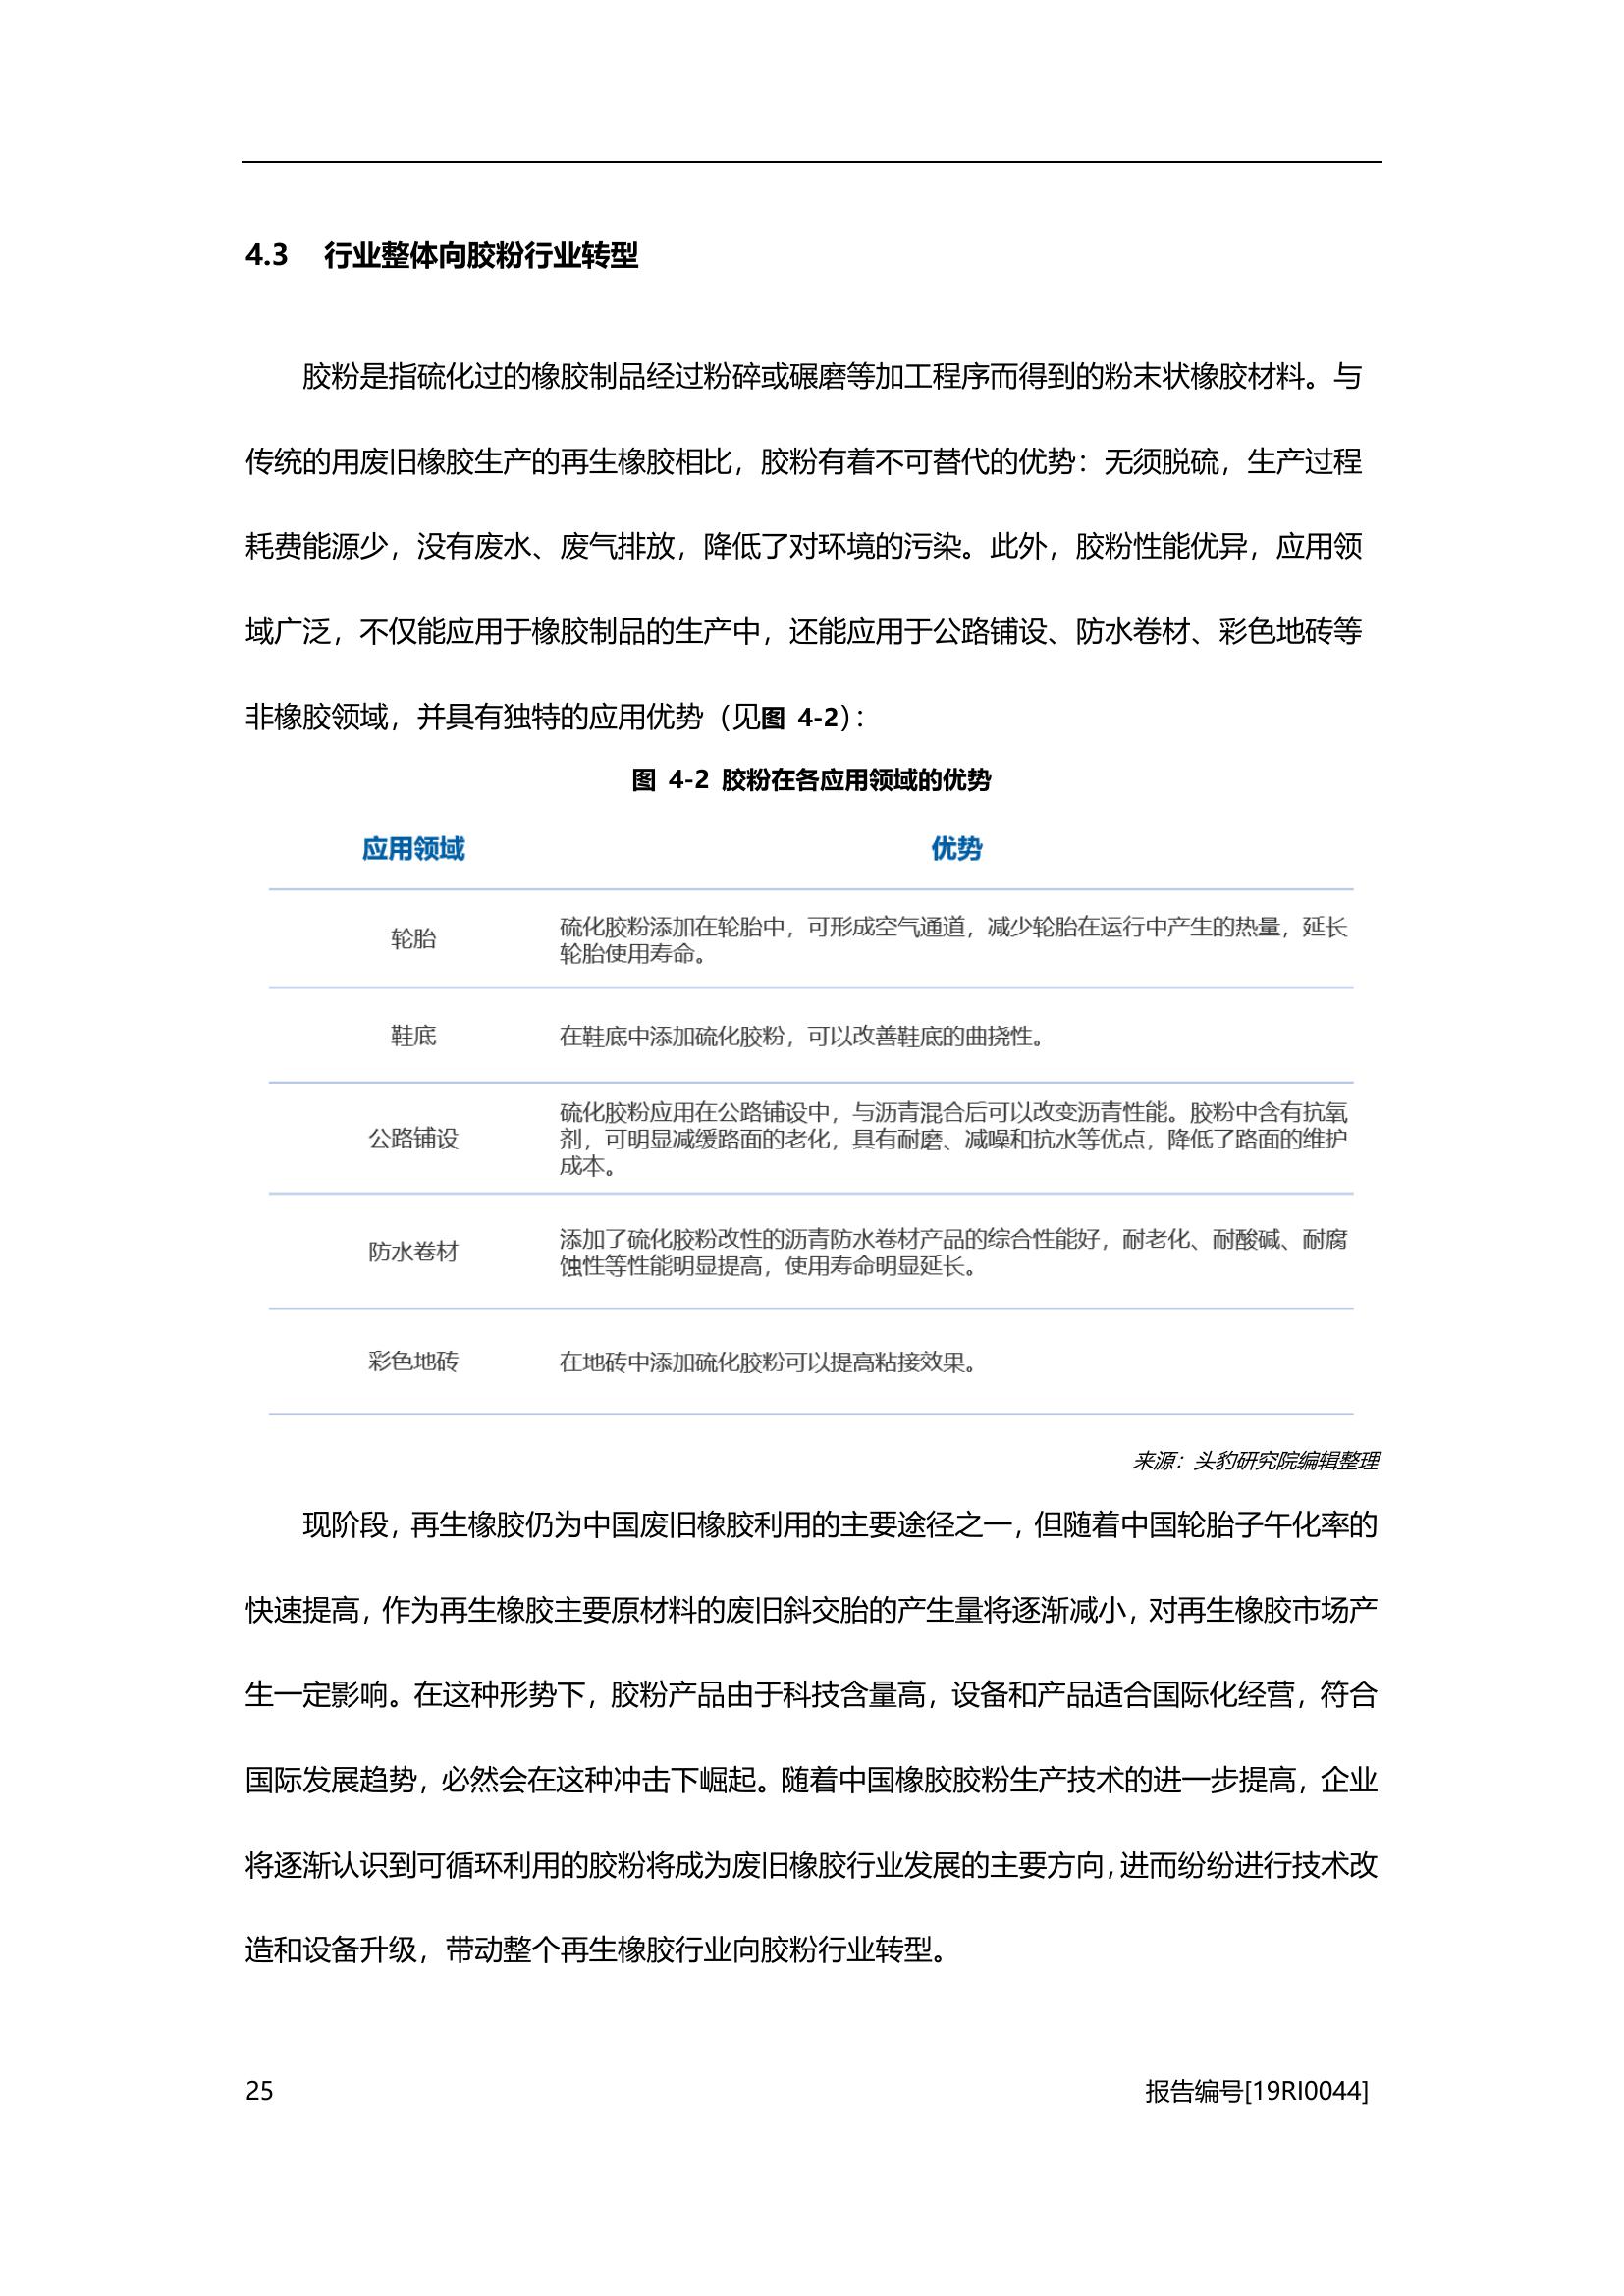 4.3 行业整体向胶粉行业转型
胶粉是指硫化过的橡胶制品经过粉碎或碾磨等加工程序而得到的粉末状橡胶材料。与
传统的用废旧橡胶生产的再生橡胶相比，胶粉有着不可替代的优势：无须脱硫，生产过程
耗费能源少，没有废水、废气排放，降低了对环境的污染。此外，胶粉性能优异，应用领
域广泛，不仅能应用于橡胶制品的生产中，还能应用于公路铺设、防水卷材、彩色地砖等
非橡胶领域，并具有独特的应用优势（见图 4-2）：
图 4-2 胶粉在各应用领域的优势
应用领域 优势
轮胎
硫化胶粉添加在轮胎中，可形成空气通道，减少轮胎在运行中产生的热量，延长
轮胎使用寿命。
鞋底 在鞋底中添加硫化胶粉，可以改善鞋底的曲挠性。
公路铺设
硫化胶粉应用在公路铺设中，与沥青混合后可以改变沥青性能。胶粉中含有抗氧
剂，可明显减缓路面的老化，具有耐磨、减噪和抗水等优点，降低了路面的维护
成本。
防水卷材
添加了硫化胶粉改性的沥青防水卷材产品的综合性能好，耐老化、耐酸碱、耐腐
蚀性等性能明显提高，使用寿命明显延长。
彩色地砖 在地砖中添加硫化胶粉可以提高粘接效果。
来源：头豹研究院编辑整理
现阶段，再生橡胶仍为中国废旧橡胶利用的主要途径之一，但随着中国轮胎子午化率的
快速提高，作为再生橡胶主要原材料的废旧斜交胎的产生量将逐渐减小，对再生橡胶市场产
生一定影响。在这种形势下，胶粉产品由于科技含量高，设备和产品适合国际化经营，符合
国际发展趋势，必然会在这种冲击下崛起。随着中国橡胶胶粉生产技术的进一步提高，企业
将逐渐认识到可循环利用的胶粉将成为废旧橡胶行业发展的主要方向，进而纷纷进行技术改
造和设备升级，带动整个再生橡胶行业向胶粉行业转型。
25 报告编号[19RI0044]